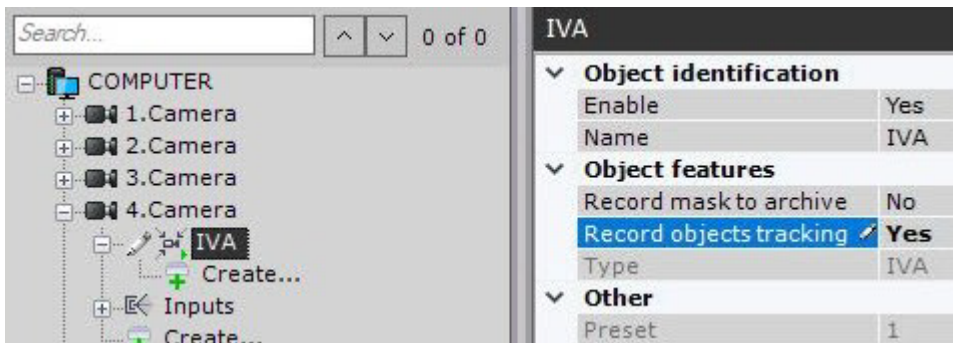 Search...
0 of 0
COMPUTER
1.Camera
2.Camera
3.Camera
4.Camera
IVA
Create...
Inputs
Create...
IVA
Object identification
Enable Yes
Name IVA
Object features
Record mask to archive No
Record objects tracking Yes
Type IVA
Other
Preset 1